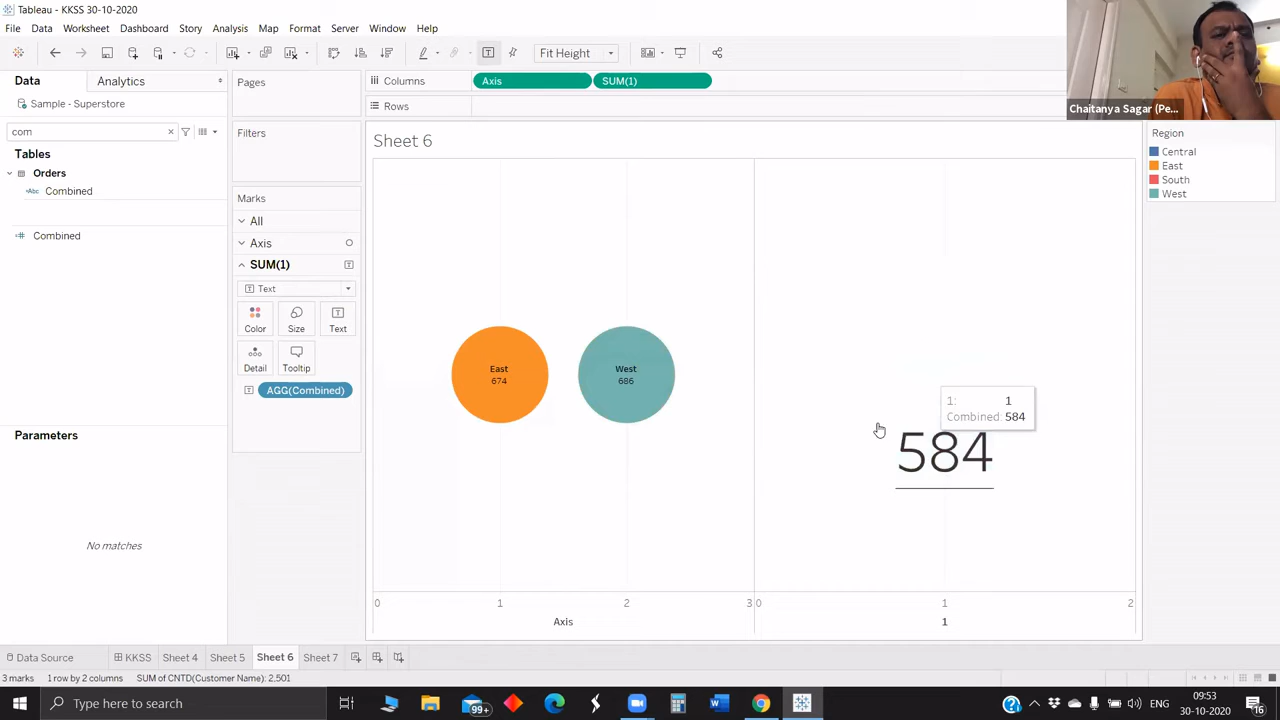 Tableau - KKSS 30-10-2020
File Data Worksheet Dashboard Story Analysis Map Format Server Window Help
Fit Height
Data Analytics
Sample - Superstore
com
Tables
Orders
Abc Combined
Combined
Parameters
No matches
Pages
Filters
Marks
All
Axis
SUM(1)
Text
Color Size Text
Detail Tooltip
AGG(Combined)
Columns Axis SUM(1)
Rows
Sheet 6
East
674
West
686
1: 1
Combined: 584
584
0 1 2 3
Axis
0 1 2
1
Chaitanya Sagar (Pe...
Region
Central
East
South
West
Data Source KKSS Sheet 4 Sheet 5 Sheet 6 Sheet 7
3 marks 1 row by 2 columns SUM of CNTD(Customer Name): 2,501
Type here to search
99+
ENG
09:53
30-10-2020
16